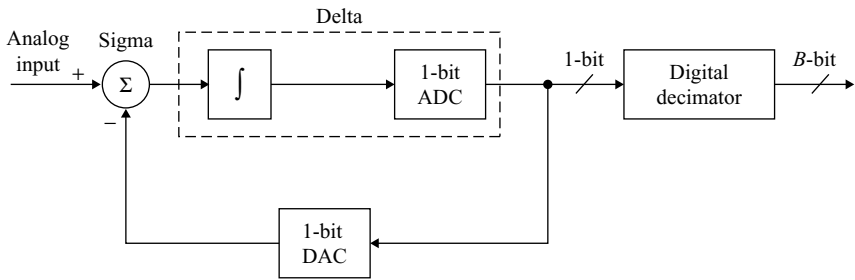 Delta
Analog
input
Sigma
+
Σ
−
∫
1-bit
ADC
1-bit
Digital
decimator
B-bit
1-bit
DAC